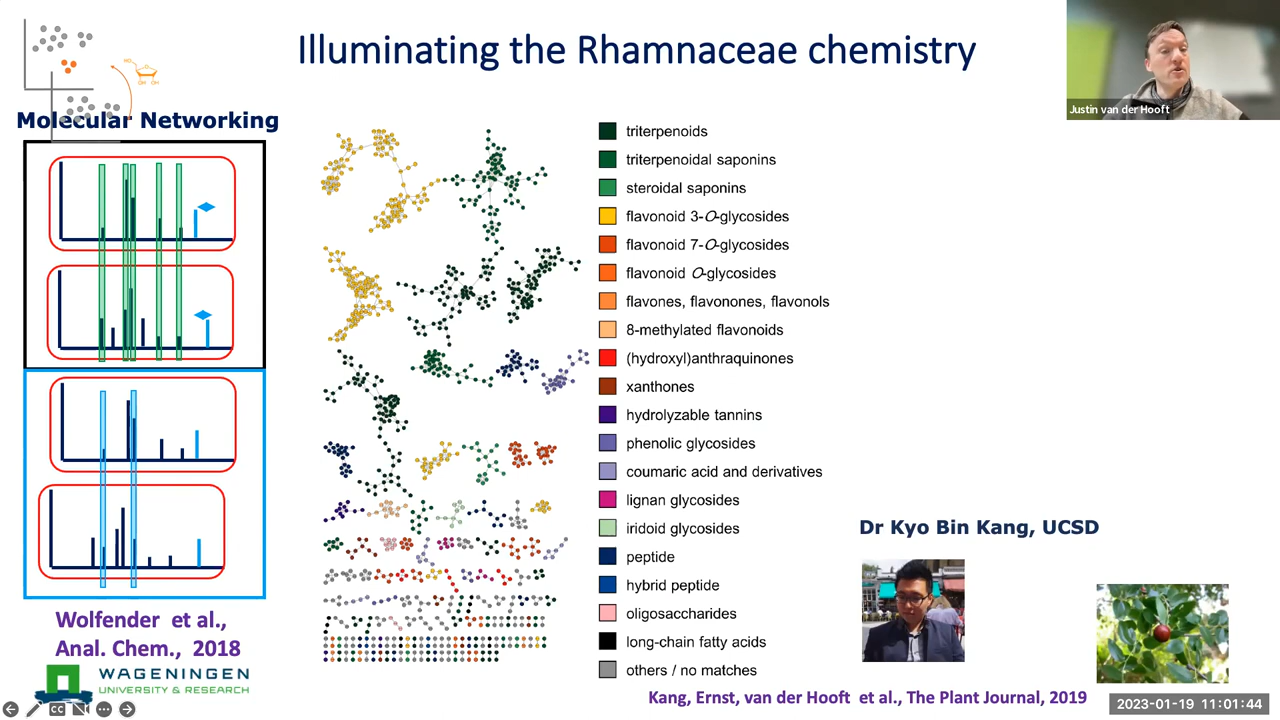 Illuminating the Rhamnaceae chemistry
Justin van der Hooft
Molecular Networking
triterpenoids
triterpenoidal saponins
steroidal saponins
flavonoid 3-O-glycosides
flavonoid 7-O-glycosides
flavonoid O-glycosides
flavones, flavonones, flavonols
8-methylated flavonoids
(hydroxyl)anthraquinones
xanthones
hydrolyzable tannins
phenolic glycosides
coumaric acid and derivatives
lignan glycosides
iridoid glycosides
peptide
hybrid peptide
oligosaccharides
long-chain fatty acids
others / no matches
Dr Kyo Bin Kang, UCSD
Wolfender et al.,
Anal. Chem., 2018
WAGENINGEN
UNIVERSITY & RESEARCH
Kang, Ernst, van der Hooft et al., The Plant Journal, 2019
2023-01-19 11:01:44
CC